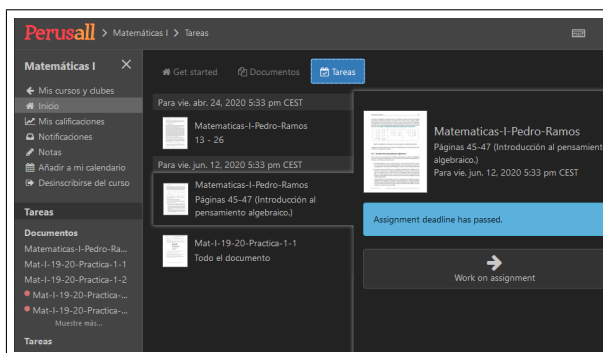 Perusall > Matemáticas I > Tareas
Matemáticas I
Mis cursos y clubes
Inicio
Mis calificaciones
Notificaciones
Notas
Añadir a mi calendario
Desinscribirse del curso
Tareas
Documentos
Matematicas-I-Pedro-Ra...
Mat-I-19-20-Practica-1-1
Mat-I-19-20-Practica-1-2
Mat-I-19-20-Practica-...
Mat-I-19-20-Practica-...
Muestre más...
Tareas
Get started
Documentos
Tareas
Para vie. abr. 24, 2020 5:33 pm CEST
Matematicas-I-Pedro-Ramos
13 - 26
Para vie. jun. 12, 2020 5:33 pm CEST
Matematicas-I-Pedro-Ramos
Páginas 45-47 (Introducción al
pensamiento algebraico.)
Mat-I-19-20-Practica-1-1
Todo el documento
Matematicas-I-Pedro-Ramos
Páginas 45-47 (Introducción al pensamient
algebraico.)
Para vie. jun. 12, 2020 5:33 pm CEST
Assignment deadline has passed.
Work on assignment